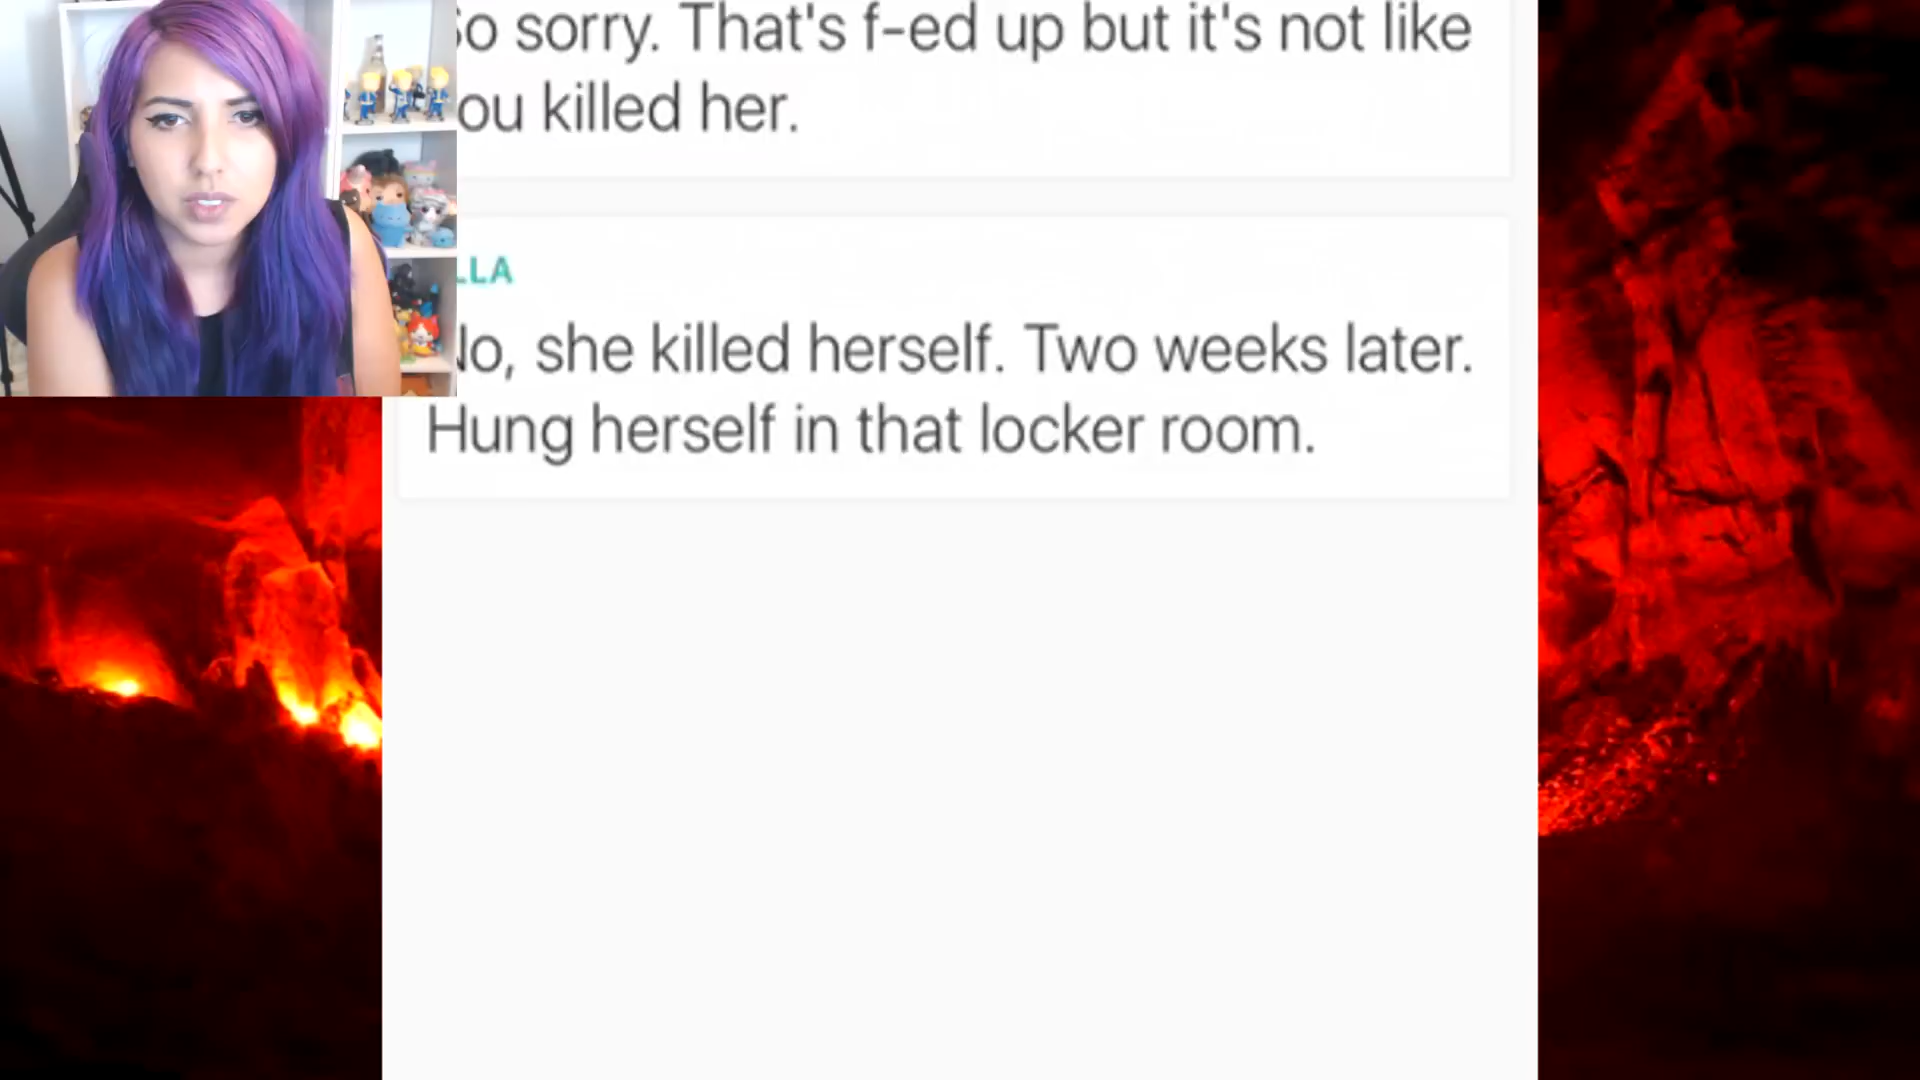 So sorry. That's f-ed up but it's not like
ou killed her.
LLA
No, she killed herself. Two weeks later.
Hung herself in that locker room.